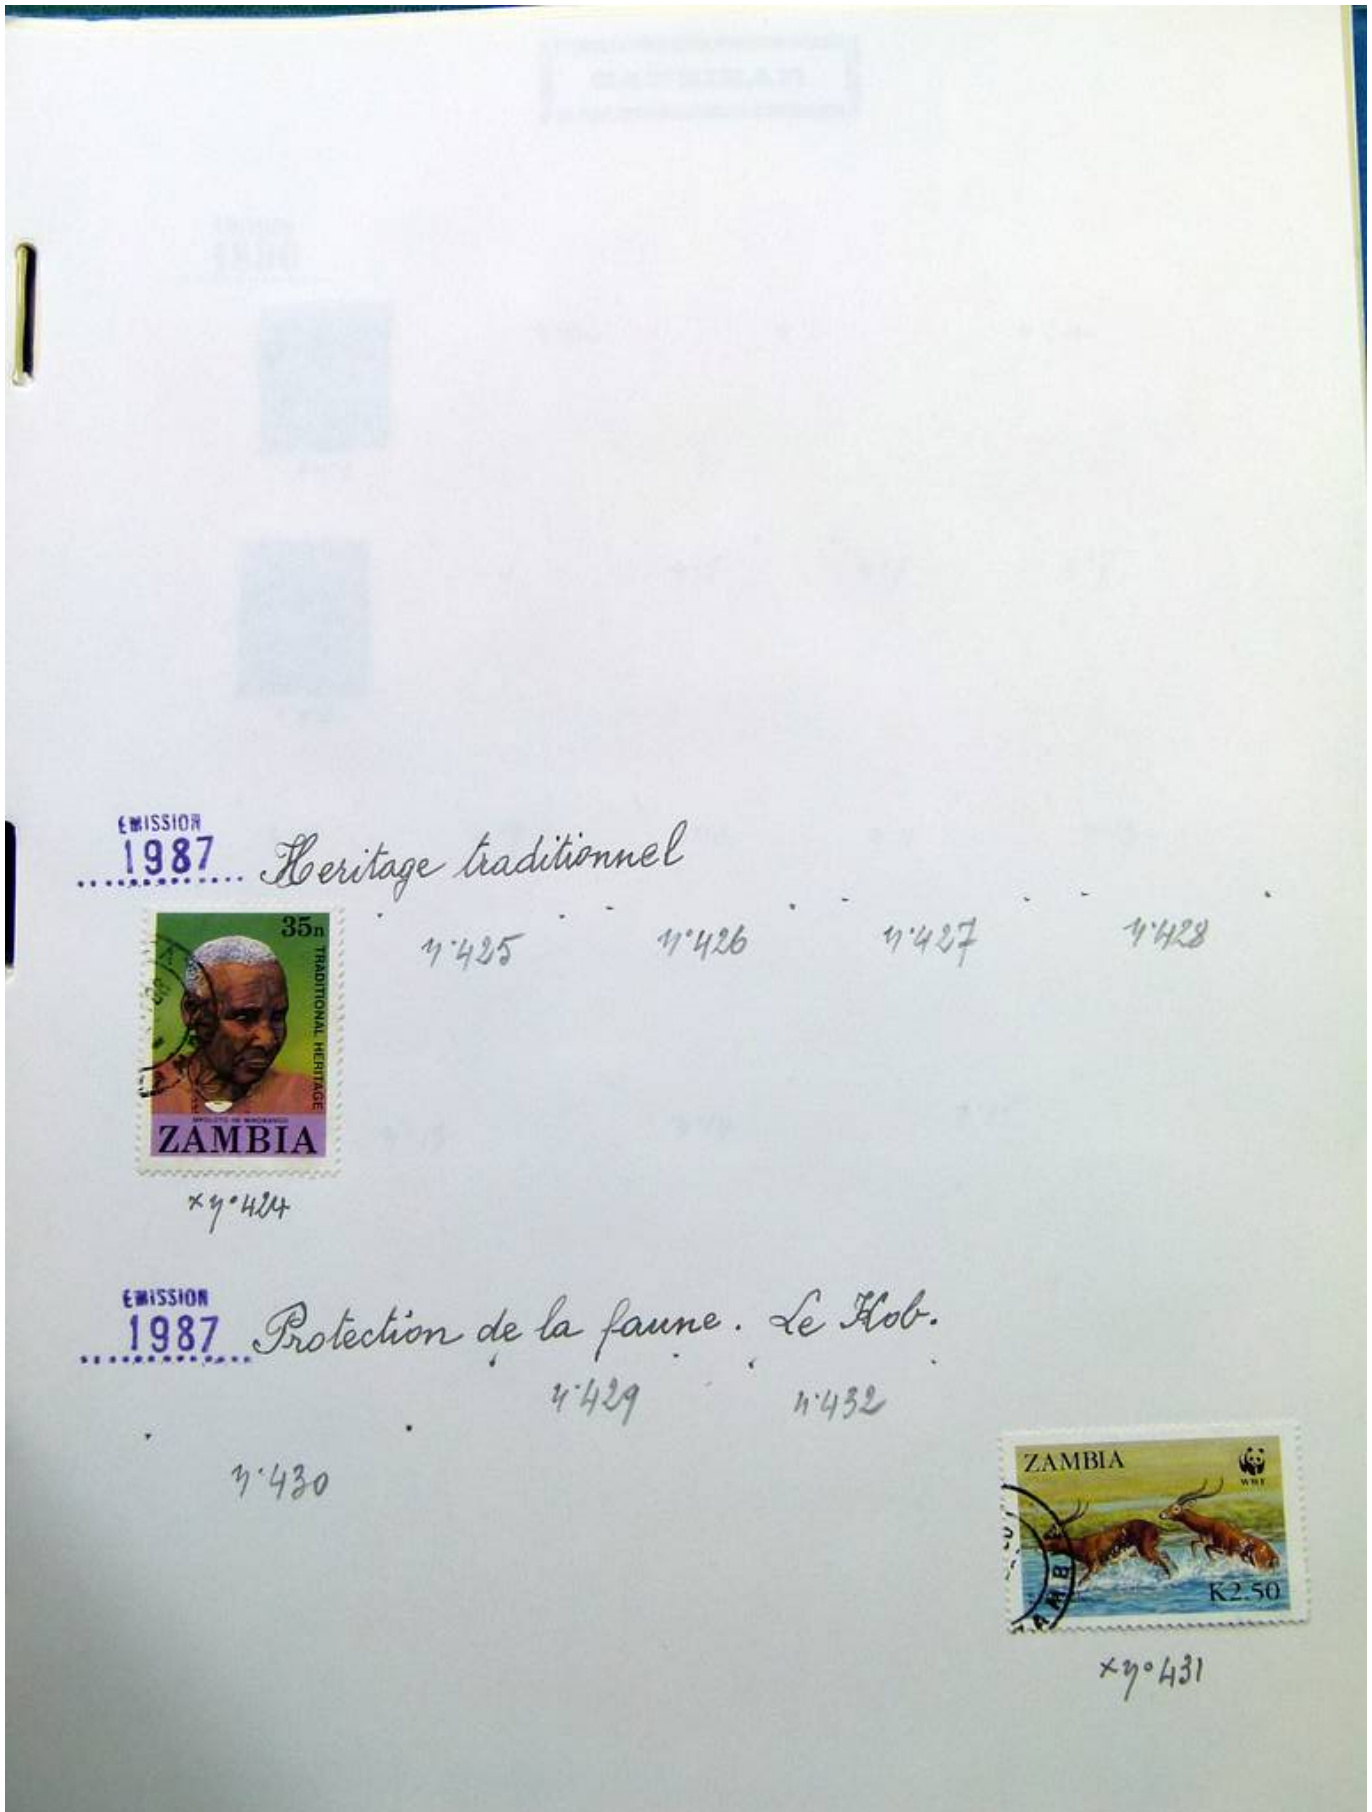 EMISSION
1987 Heritage traditionnel
35n
TRADITIONAL HERITAGE
ZAMBIA
n°425
n°426
n°427
n°428
x n°424
EMISSION
1987 Protection de la faune. Le Kob.
n°429
n°432
n°430
ZAMBIA
WWF
K2.50
x n°431